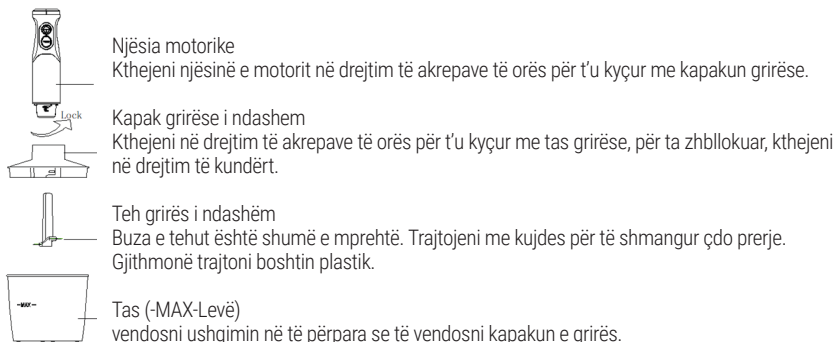 Njësia motorike
Kthejeni njësinë e motorit në drejtim të akrepave të orës për t’u kyçur me kapakun grirëse.
Lock
Kapak grirëse i ndashem
Kthejeni në drejtim të akrepave të orës për t’u kyçur me tas grirëse, për ta zhbllokuar, kthejeni
në drejtim të kundërt.
Teh grirës i ndashëm
Buza e tehut është shumë e mprehtë. Trajtojeni me kujdes për të shmangur çdo prerje.
Gjithmonë trajtoni boshtin plastik.
-MAX-
Tas (-MAX-Levë)
vendosni ushqimin në të përpara se të vendosni kapakun e grirës.